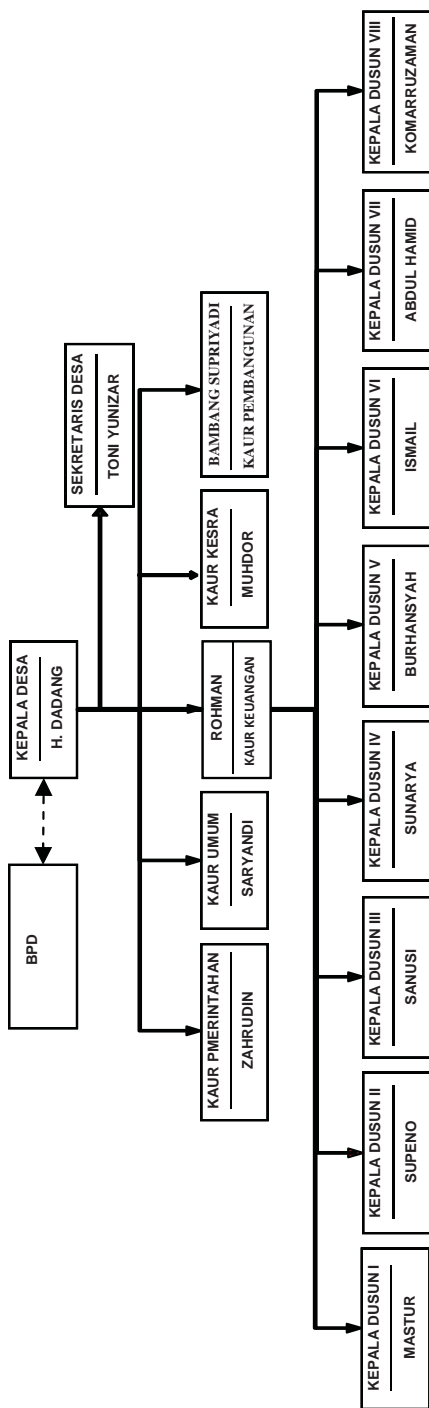 BPD
KEPALA DESA
H. DADANG
SEKRETARIS DESA
TONI YUNIZAR
KAUR PMERINTAHAN
ZAHRUDIN
KAUR UMUM
SARYANDI
ROHMAN
KAUR KEUANGAN
KAUR KESRA
MUHDOR
BAMBANG SUPRIYADI
KAUR PEMBANGUNAN
KEPALA DUSUN I
MASTUR
KEPALA DUSUN II
SUPENO
KEPALA DUSUN III
SANUSI
KEPALA DUSUN IV
SUNARYA
KEPALA DUSUN V
BURHANSYAH
KEPALA DUSUN VI
ISMAIL
KEPALA DUSUN VII
ABDUL HAMID
KEPALA DUSUN VIII
KOMARRUZAMAN